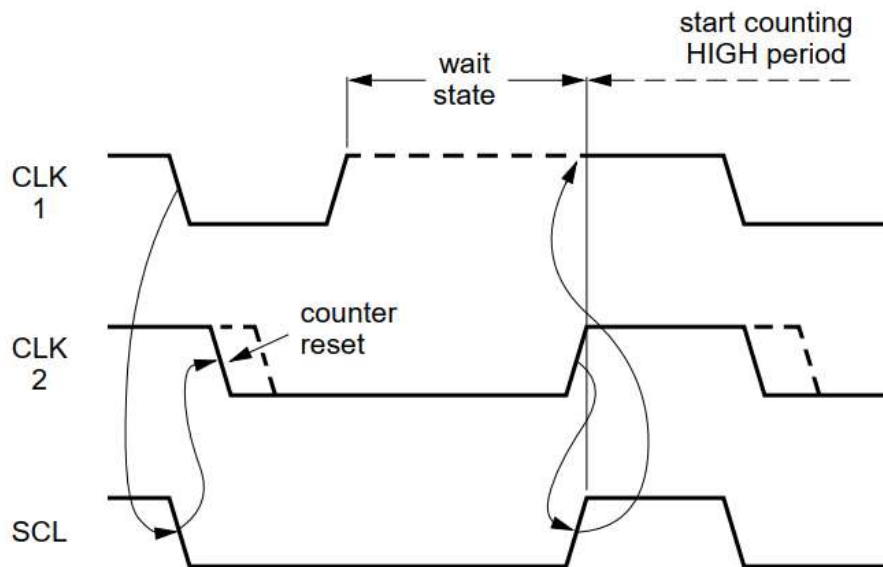 start counting
HIGH period
wait
state
CLK
1
counter
reset
CLK
2
SCL